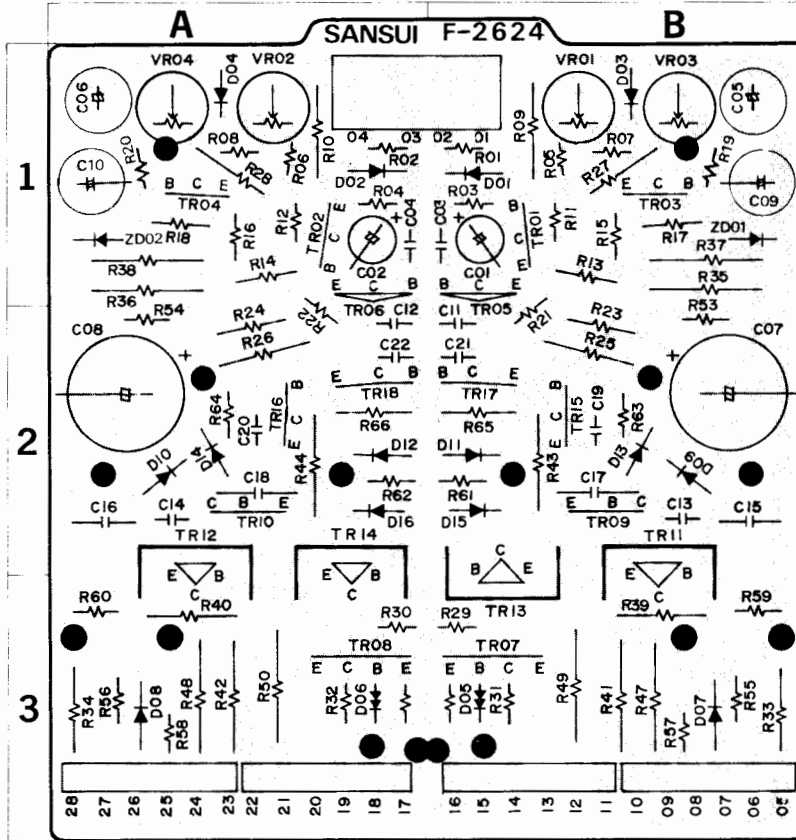 A B
SANSUI F-2624
C06 VR04 D04 VR02 VR01 D03 VR03 C05
04 03 02 01
R20 R08 R06 R10 R02 R01 R09 R05 R07 R19
1
C10 R28 D02 D01 R27 C09
B C E R04 R03 E C B
TR04 R12 TR02 E C B C04 C03 B C E TR01 R11 TR03
R18 R16 + + R15 R17
ZD02 C02 C01 ZD01
R38 R14 R13 R37
E C B B C E
R36 TR06 TR05 R35
R54 R24 R22 C12 C11 R21 R23 R53
C08 R26 C22 C21 R25 C07
+ +
E C B B C E
R64 TR16 B C E TR18 TR17 B C E TR15 C19 R63
2
C20 R66 R65
D10 D14 R44 D12 D11 R43 D13 D09
C18 R62 R61 C17
C16 C14 C B E D16 D15 E B C C13 C15
TR10 TR09
TR12 TR14 C TR11
E B E B B E E B
C C TR13 C
R60 R40 R30 R29 R39 R59
TR08 TR07
E C B E B C E
3
R34 R56 D08 R58 R48 R42 R50 R32 D06 D05 R31 R49 R41 R47 R57 D07 R55 R33
28 27 26 25 24 23 22 21 20 19 18 17 16 15 14 13 12 11 10 09 08 07 06 05